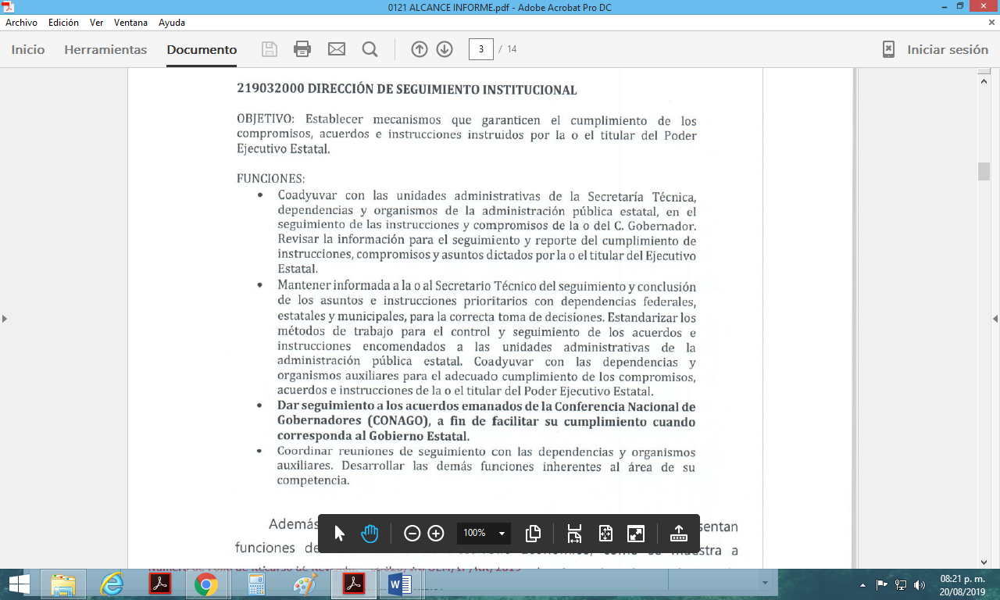 0121 ALCANCE INFORME.pdf - Adobe Acrobat Pro DC
Archivo Edición Ver Ventana Ayuda
Inicio Herramientas Documento 3 / 14 Iniciar sesión
219032000 DIRECCIÓN DE SEGUIMIENTO INSTITUCIONAL
OBJETIVO: Establecer mecanismos que garanticen el cumplimiento de los
compromisos, acuerdos e instrucciones instruidos por la o el titular del Poder
Ejecutivo Estatal.
FUNCIONES:
• Coadyuvar con las unidades administrativas de la Secretaría Técnica,
dependencias y organismos de la administración pública estatal, en el
seguimiento de las instrucciones y compromisos de la o del C. Gobernador.
Revisar la información para el seguimiento y reporte del cumplimiento de
instrucciones, compromisos y asuntos dictados por la o el titular del Ejecutivo
Estatal.
• Mantener informada a la o al Secretario Técnico del seguimiento y conclusión
de los asuntos e instrucciones prioritarios con dependencias federales,
estatales y municipales, para la correcta toma de decisiones. Estandarizar los
métodos de trabajo para el control y seguimiento de los acuerdos e
instrucciones encomendados a las unidades administrativas de la
administración pública estatal. Coadyuvar con las dependencias y
organismos auxiliares para el adecuado cumplimiento de los compromisos,
acuerdos e instrucciones de la o el titular del Poder Ejecutivo Estatal.
• Dar seguimiento a los acuerdos emanados de la Conferencia Nacional de
Gobernadores (CONAGO), a fin de facilitar su cumplimiento cuando
corresponda al Gobierno Estatal.
• Coordinar reuniones de seguimiento con las dependencias y organismos
auxiliares. Desarrollar las demás funciones inherentes al área de su
competencia.
Además
funciones
100%
08:21 p. m.
20/08/2019